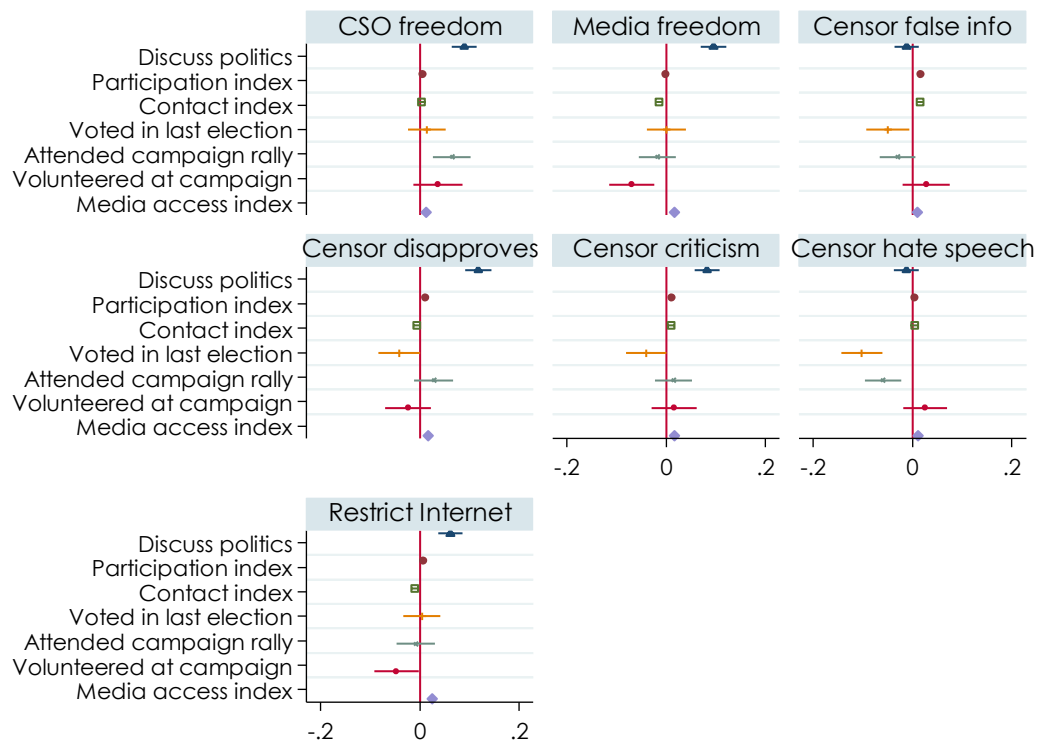 CSO freedom
Media freedom
Censor false info
Discuss politics
Participation index
Contact index
Voted in last election
Attended campaign rally
Volunteered at campaign
Media access index
Censor disapproves
Censor criticism
Censor hate speech
Discuss politics
Participation index
Contact index
Voted in last election
Attended campaign rally
Volunteered at campaign
Media access index
-.2 0 .2
-.2 0 .2
Restrict Internet
Discuss politics
Participation index
Contact index
Voted in last election
Attended campaign rally
Volunteered at campaign
Media access index
-.2 0 .2